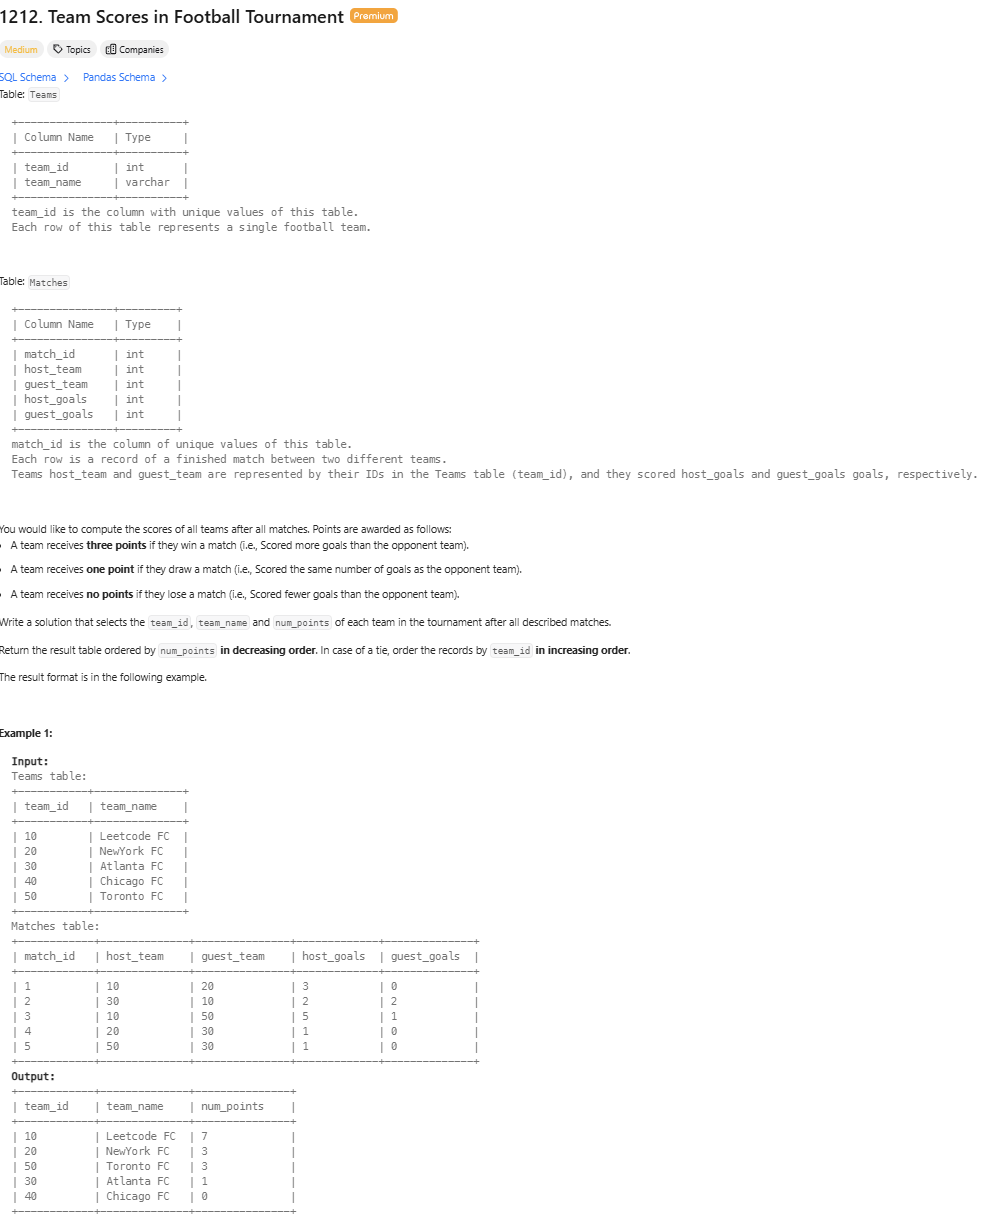 1212. Team Scores in Football Tournament Premium
Medium Topics Companies
SQL Schema > Pandas Schema >
Table: Teams
+---------------+----------+
| Column Name   | Type     |
+---------------+----------+
| team_id       | int      |
| team_name     | varchar  |
+---------------+----------+
team_id is the column with unique values of this table.
Each row of this table represents a single football team.
Table: Matches
+---------------+---------+
| Column Name   | Type    |
+---------------+---------+
| match_id      | int     |
| host_team     | int     |
| guest_team    | int     |
| host_goals    | int     |
| guest_goals   | int     |
+---------------+---------+
match_id is the column of unique values of this table.
Each row is a record of a finished match between two different teams.
Teams host_team and guest_team are represented by their IDs in the Teams table (team_id), and they scored host_goals and guest_goals goals, respectively.
You would like to compute the scores of all teams after all matches. Points are awarded as follows:
• A team receives three points if they win a match (i.e., Scored more goals than the opponent team).
• A team receives one point if they draw a match (i.e., Scored the same number of goals as the opponent team).
• A team receives no points if they lose a match (i.e., Scored fewer goals than the opponent team).
Write a solution that selects the team_id, team_name and num_points of each team in the tournament after all described matches.
Return the result table ordered by num_points in decreasing order. In case of a tie, order the records by team_id in increasing order.
The result format is in the following example.
Example 1:
Input:
Teams table:
+-----------+--------------+
| team_id   | team_name    |
+-----------+--------------+
| 10        | Leetcode FC  |
| 20        | NewYork FC   |
| 30        | Atlanta FC   |
| 40        | Chicago FC   |
| 50        | Toronto FC   |
+-----------+--------------+
Matches table:
+------------+--------------+---------------+-------------+--------------+
| match_id   | host_team    | guest_team    | host_goals  | guest_goals  |
+------------+--------------+---------------+-------------+--------------+
| 1          | 10           | 20            | 3           | 0            |
| 2          | 30           | 10            | 2           | 2            |
| 3          | 10           | 50            | 5           | 1            |
| 4          | 20           | 30            | 1           | 0            |
| 5          | 50           | 30            | 1           | 0            |
+------------+--------------+---------------+-------------+--------------+
Output:
+------------+--------------+---------------+
| team_id    | team_name    | num_points    |
+------------+--------------+---------------+
| 10         | Leetcode FC  | 7             |
| 20         | NewYork FC   | 3             |
| 50         | Toronto FC   | 3             |
| 30         | Atlanta FC   | 1             |
| 40         | Chicago FC   | 0             |
+------------+--------------+---------------+